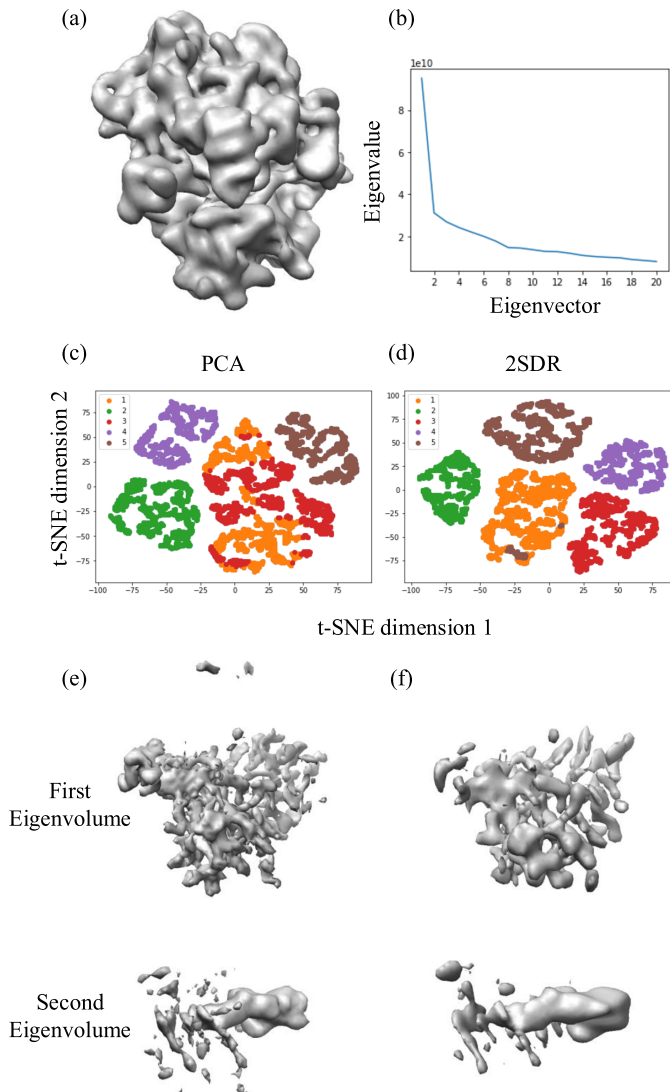 (a)
(b)
1e10
8
6
4
2
Eigenvalue
2 4 6 8 10 12 14 16 18 20
Eigenvector
(c)
PCA
(d)
2SDR
t-SNE dimension 2
1
2
3
4
5
75
50
25
0
−25
−50
−75
−100 −75 −50 −25 0 25 50 75
1
2
3
4
5
100
75
50
25
0
−25
−50
−75
−100 −75 −50 −25 0 25 50 75
t-SNE dimension 1
(e)
(f)
First
Eigenvolume
Second
Eigenvolume